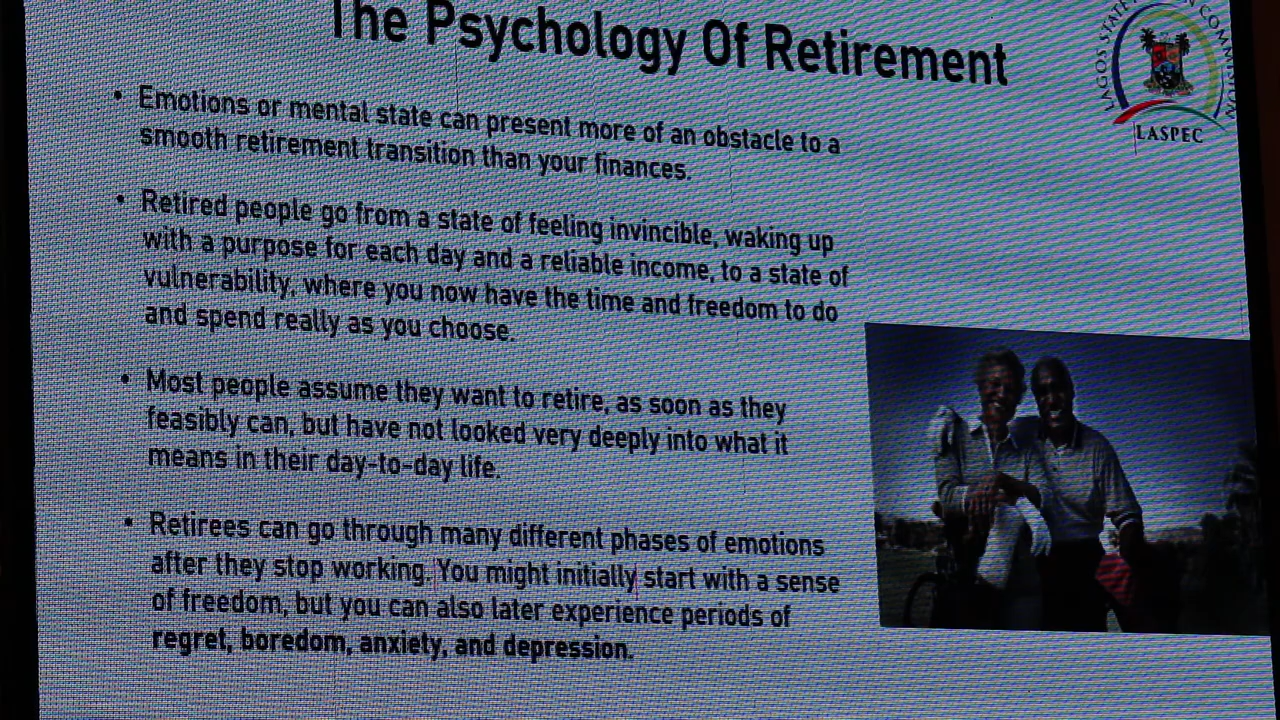 The Psychology Of Retirement
LAGOS STATE COMMISSION
LASPEC
• Emotions or mental state can present more of an obstacle to a
smooth retirement transition than your finances.
• Retired people go from a state of feeling invincible, waking up
with a purpose for each day and a reliable income, to a state of
vulnerability, where you now have the time and freedom to do
and spend really as you choose.
• Most people assume they want to retire, as soon as they
feasibly can, but have not looked very deeply into what it
means in their day-to-day life.
• Retirees can go through many different phases of emotions
after they stop working. You might initially start with a sense
of freedom, but you can also later experience periods of
regret, boredom, anxiety, and depression.